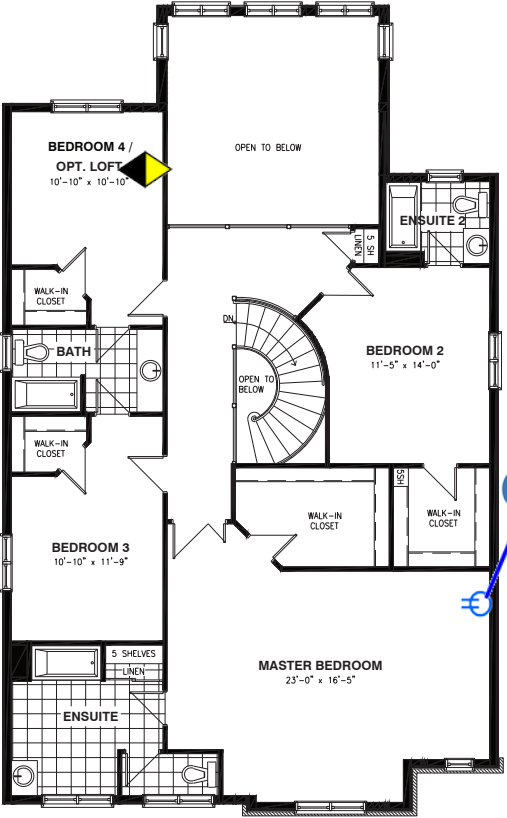 BEDROOM 4 /
OPT. LOFT
10'-10" x 10'-10"
OPEN TO BELOW
ENSUITE 2
LINEN
5 SH
WALK-IN
CLOSET
DN
BATH
BEDROOM 2
11'-5" x 14'-0"
OPEN TO
BELOW
WALK-IN
CLOSET
5SH
WALK-IN
CLOSET
WALK-IN
CLOSET
BEDROOM 3
10'-10" x 11'-9"
5 SHELVES
LINEN
MASTER BEDROOM
23'-0" x 16'-5"
ENSUITE